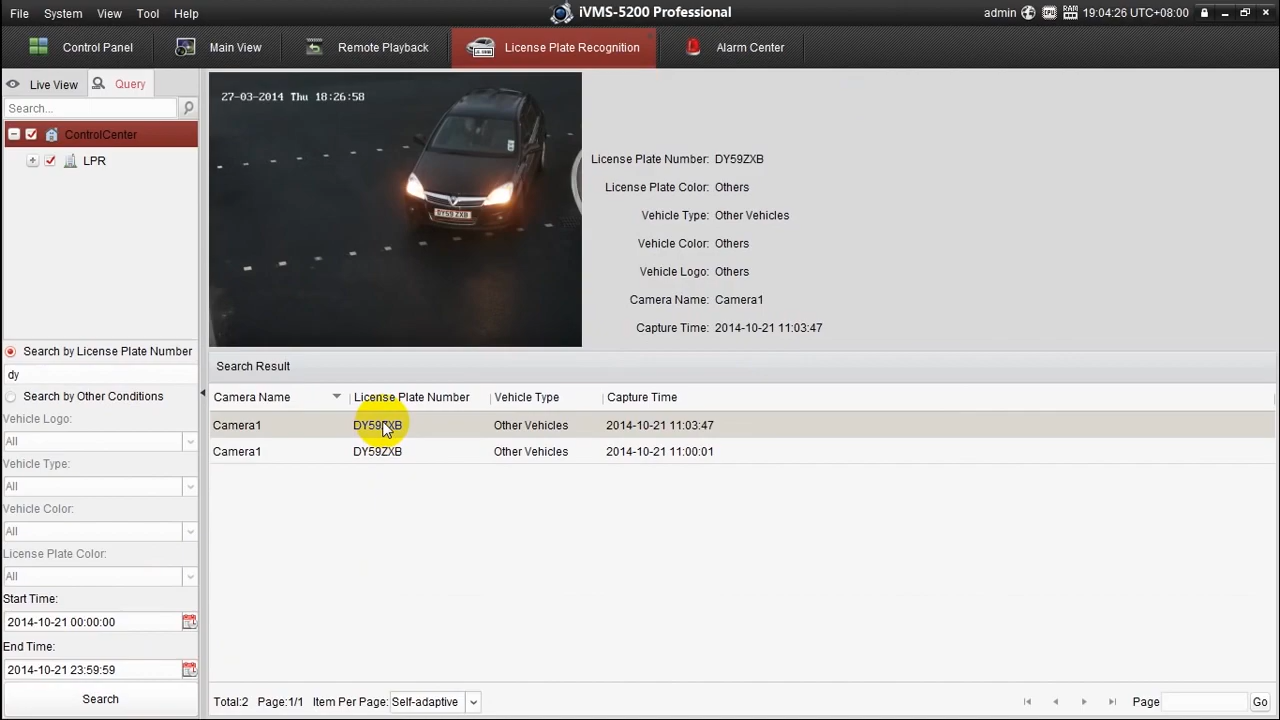 File System View Tool Help
iVMS-5200 Professional
admin 19:04:26 UTC+08:00
Control Panel
Main View
Remote Playback
License Plate Recognition
Alarm Center
Live View
Query
Search...
ControlCenter
LPR
27-03-2014 Thu 18:26:58
DY59 ZXB
License Plate Number: DY59ZXB
License Plate Color: Others
Vehicle Type: Other Vehicles
Vehicle Color: Others
Vehicle Logo: Others
Camera Name: Camera1
Capture Time: 2014-10-21 11:03:47
Search by License Plate Number
dy
Search by Other Conditions
Vehicle Logo:
All
Vehicle Type:
All
Vehicle Color:
All
License Plate Color:
All
Start Time:
2014-10-21 00:00:00
End Time:
2014-10-21 23:59:59
Search
Search Result
Camera Name License Plate Number Vehicle Type Capture Time
Camera1 DY59ZXB Other Vehicles 2014-10-21 11:03:47
Camera1 DY59ZXB Other Vehicles 2014-10-21 11:00:01
Total:2 Page:1/1 Item Per Page: Self-adaptive
Page Go